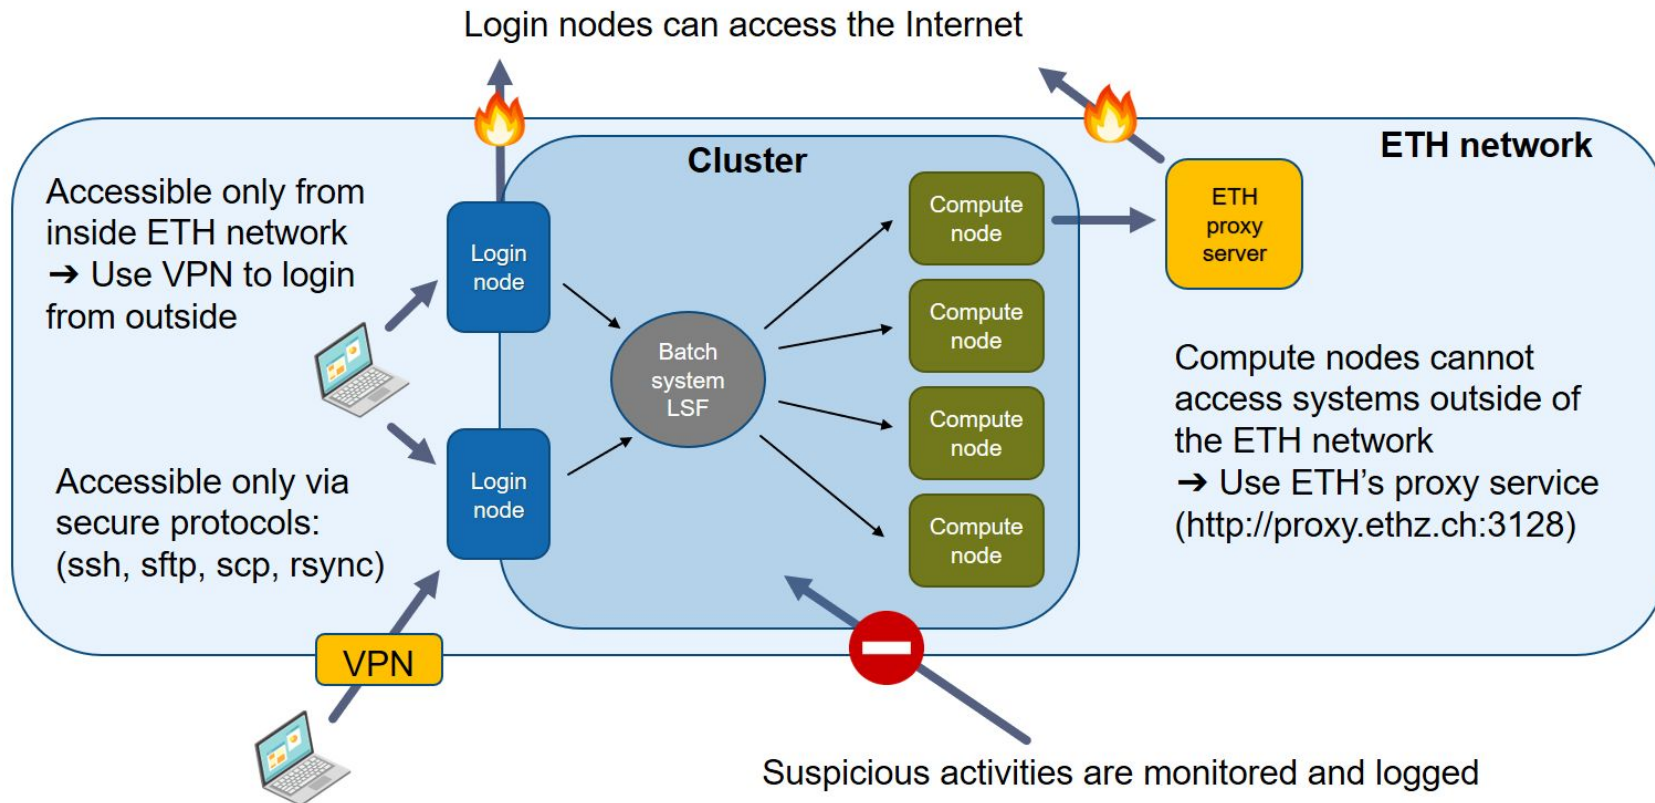 Login nodes can access the Internet
ETH network
Cluster
Accessible only from
inside ETH network
➔ Use VPN to login
from outside
Login
node
Login
node
Accessible only via
secure protocols:
(ssh, sftp, scp, rsync)
VPN
Batch
system
LSF
Compute
node
Compute
node
Compute
node
Compute
node
ETH
proxy
server
Compute nodes cannot
access systems outside of
the ETH network
➔ Use ETH’s proxy service
(http://proxy.ethz.ch:3128)
Suspicious activities are monitored and logged